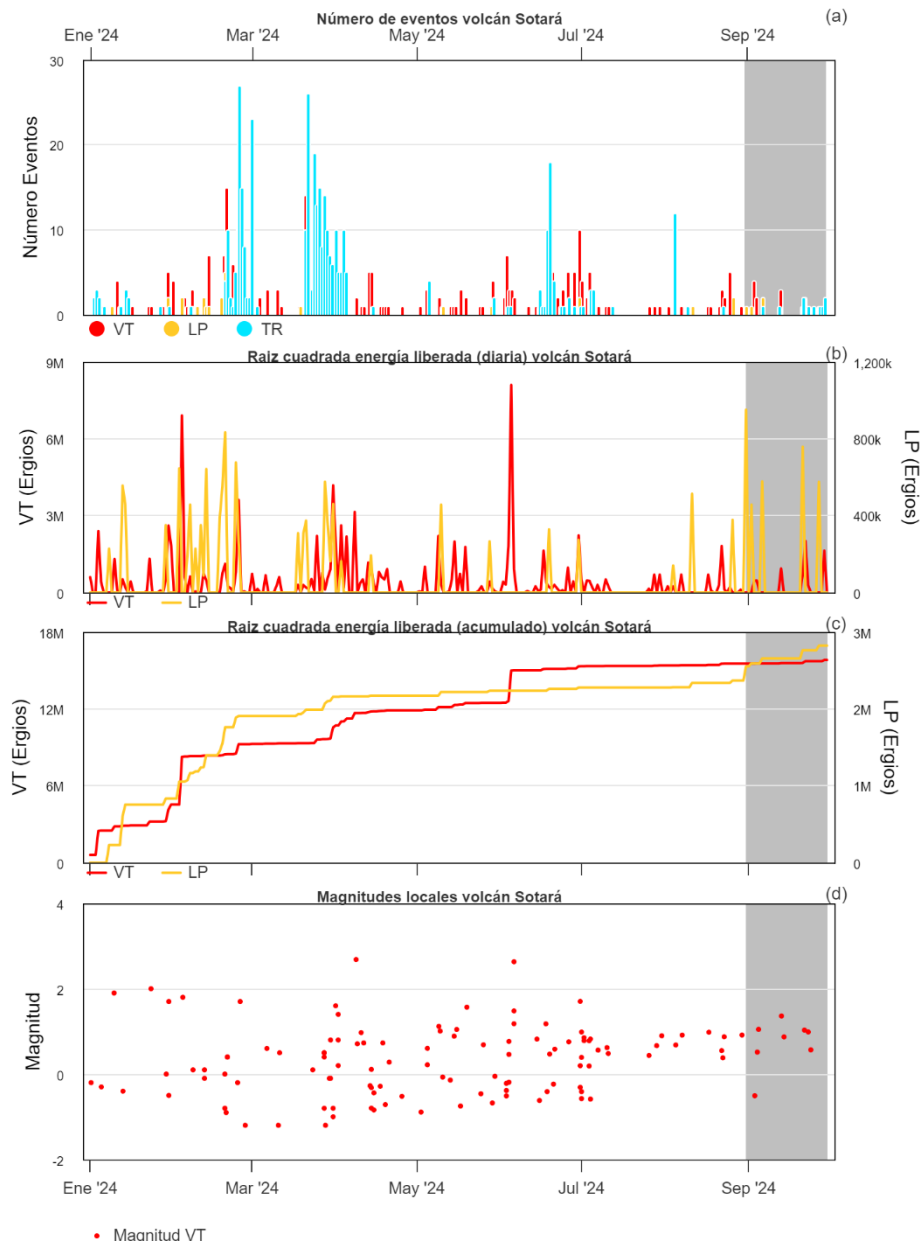 Número de eventos volcán Sotará
(a)
Ene '24 Mar '24 May '24 Jul '24 Sep '24
30
20
10
0
Número Eventos
VT LP TR
Raiz cuadrada energía liberada (diaria) volcán Sotará
(b)
9M 1,200k
6M 800k
3M 400k
0 0
VT (Ergios)
LP (Ergios)
VT LP
Raiz cuadrada energía liberada (acumulado) volcán Sotará
(c)
18M 3M
12M 2M
6M 1M
0 0
VT (Ergios)
LP (Ergios)
VT LP
Magnitudes locales volcán Sotará
(d)
4
2
0
-2
Magnitud
Ene '24 Mar '24 May '24 Jul '24 Sep '24
Magnitud VT